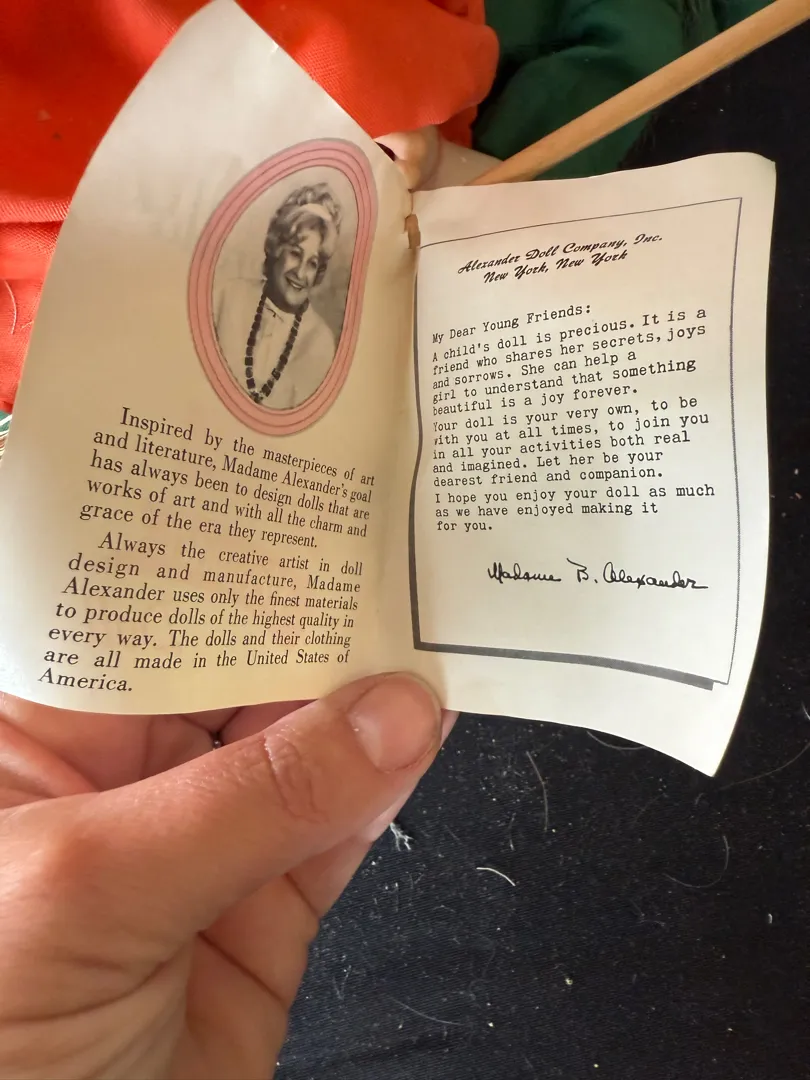 Inspired by the masterpieces of art
and literature, Madame Alexander's goal
has always been to design dolls that are
works of art and with all the charm and
grace of the era they represent.
Always the creative artist in doll
design and manufacture, Madame
Alexander uses only the finest materials
to produce dolls of the highest quality in
every way. The dolls and their clothing
are all made in the United States of
America.
Alexander Doll Company, Inc.
New York, New York
My Dear Young Friends:
A child's doll is precious. It is a
friend who shares her secrets, joys
and sorrows. She can help a
girl to understand that something
beautiful is a joy forever.
Your doll is your very own, to be
with you at all times, to join you
in all your activities both real
and imagined. Let her be your
dearest friend and companion.
I hope you enjoy your doll as much
as we have enjoyed making it
for you.
Madame B. Alexander